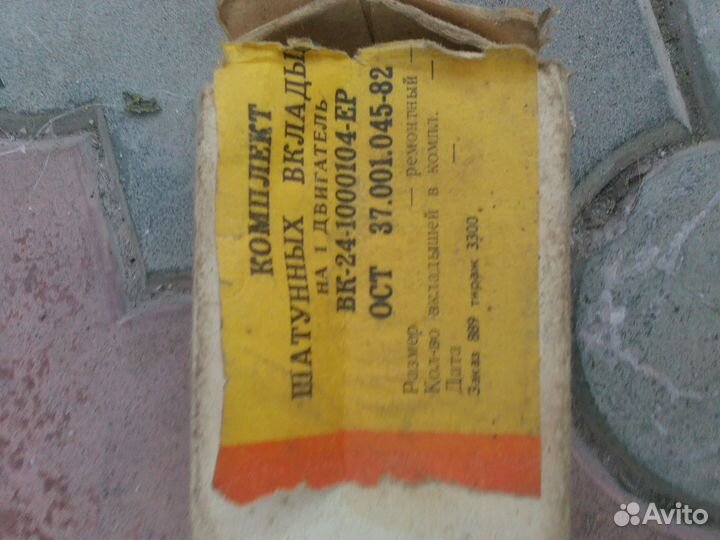 КОМПЛЕКТ
ШАТУННЫХ ВКЛАДЫ
НА 1 ДВИГАТЕЛЬ
ВК-24-1000104-ЕР
ОСТ 37.001.045-82
Размер — ремонтный —
Кол-во вкладышей в компл. —
Дата —
Заказ 889 тираж 3300
Avito